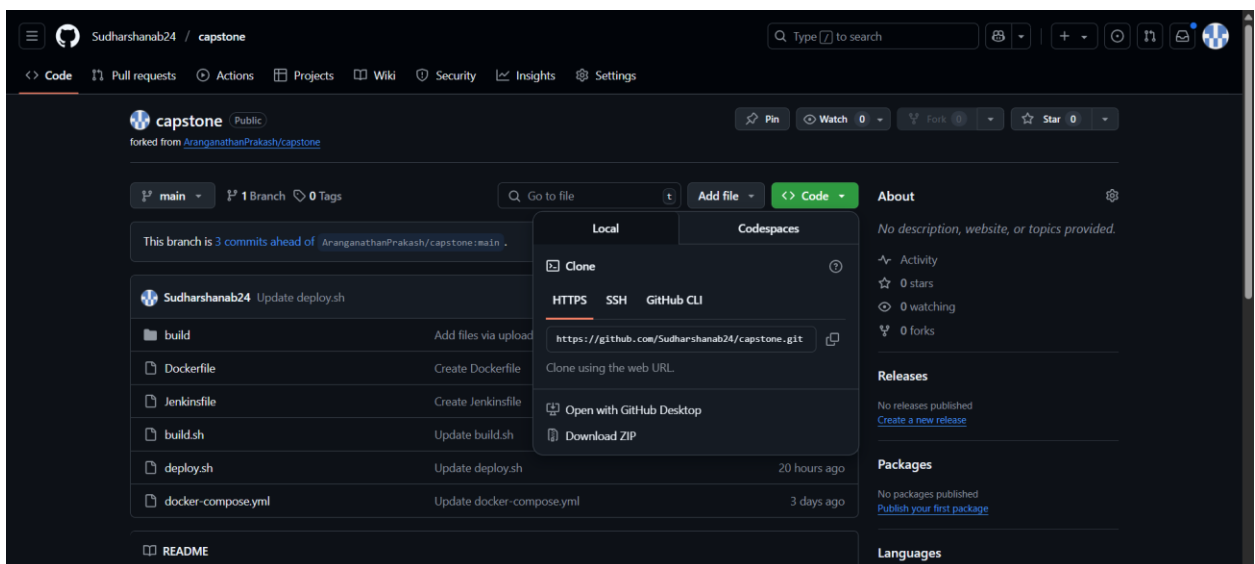 Sudharshanab24 / capstone
Type / to search
Code Pull requests Actions Projects Wiki Security Insights Settings
capstone Public
Pin Watch 0 Fork 0 Star 0
forked from AranganathanPrakash/capstone
main 1 Branch 0 Tags
Go to file t
Add file Code
This branch is 3 commits ahead of AranganathanPrakash/capstone:main .
Sudharshanab24 Update deploy.sh
build Add files via upload
Dockerfile Create Dockerfile
Jenkinsfile Create Jenkinsfile
build.sh Update build.sh
deploy.sh Update deploy.sh 20 hours ago
docker-compose.yml Update docker-compose.yml 3 days ago
README
Local Codespaces
Clone
HTTPS SSH GitHub CLI
https://github.com/Sudharshanab24/capstone.git
Clone using the web URL.
Open with GitHub Desktop
Download ZIP
About
No description, website, or topics provided.
Activity
0 stars
0 watching
0 forks
Releases
No releases published
Create a new release
Packages
No packages published
Publish your first package
Languages